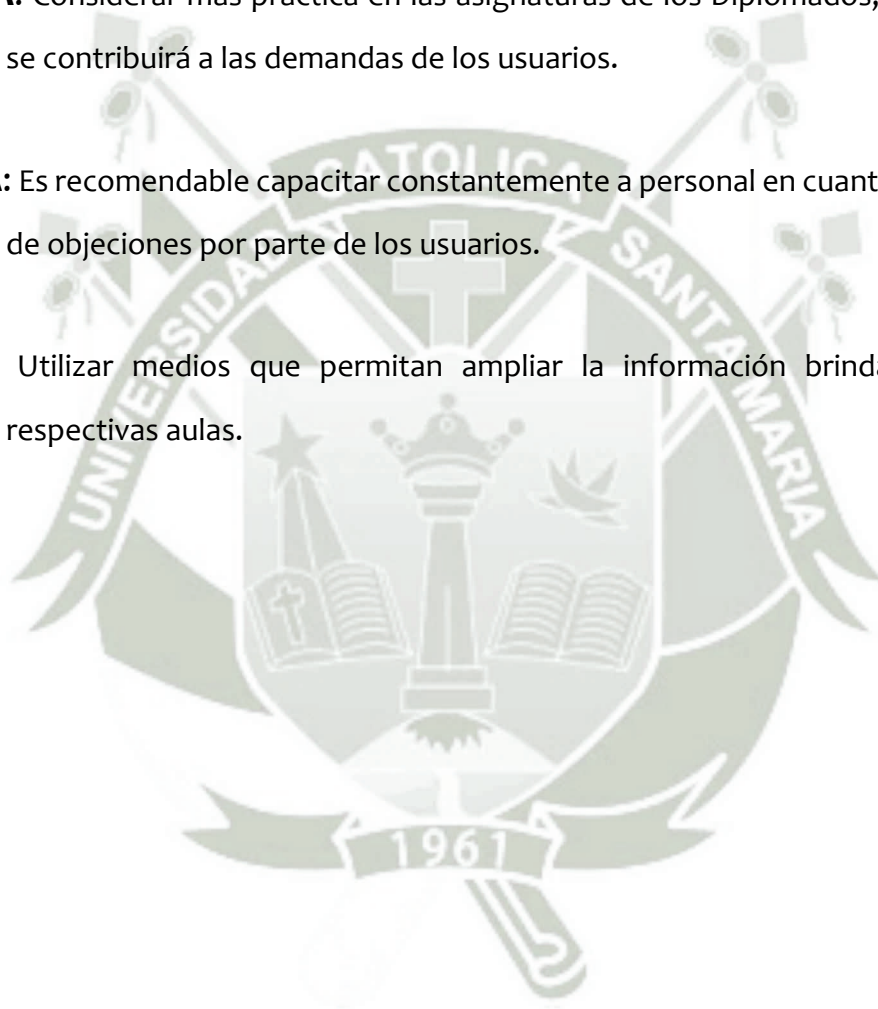 A: Considerar más práctica en las asignaturas de los Diplomados,
se contribuirá a las demandas de los usuarios.
A: Es recomendable capacitar constantemente a personal en
de objeciones por parte de los usuarios.
Utilizar medios que permitan ampliar la información
respectivas aulas.
UNIVERSIDAD CATOLICA SANTA MARIA
1961